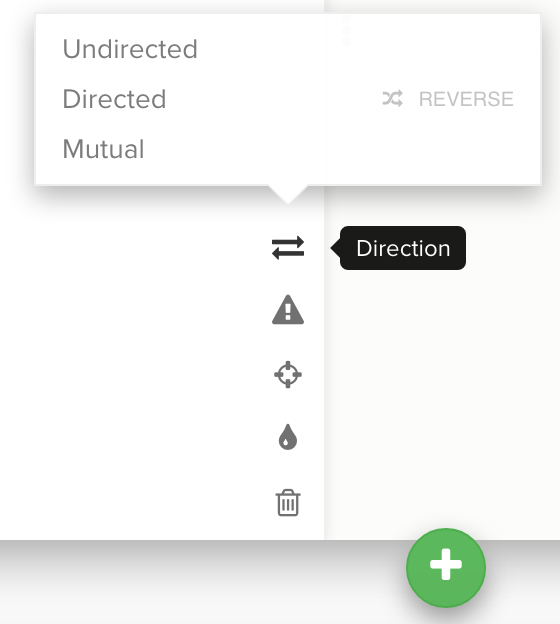 Undirected
Directed
REVERSE
Mutual
Direction